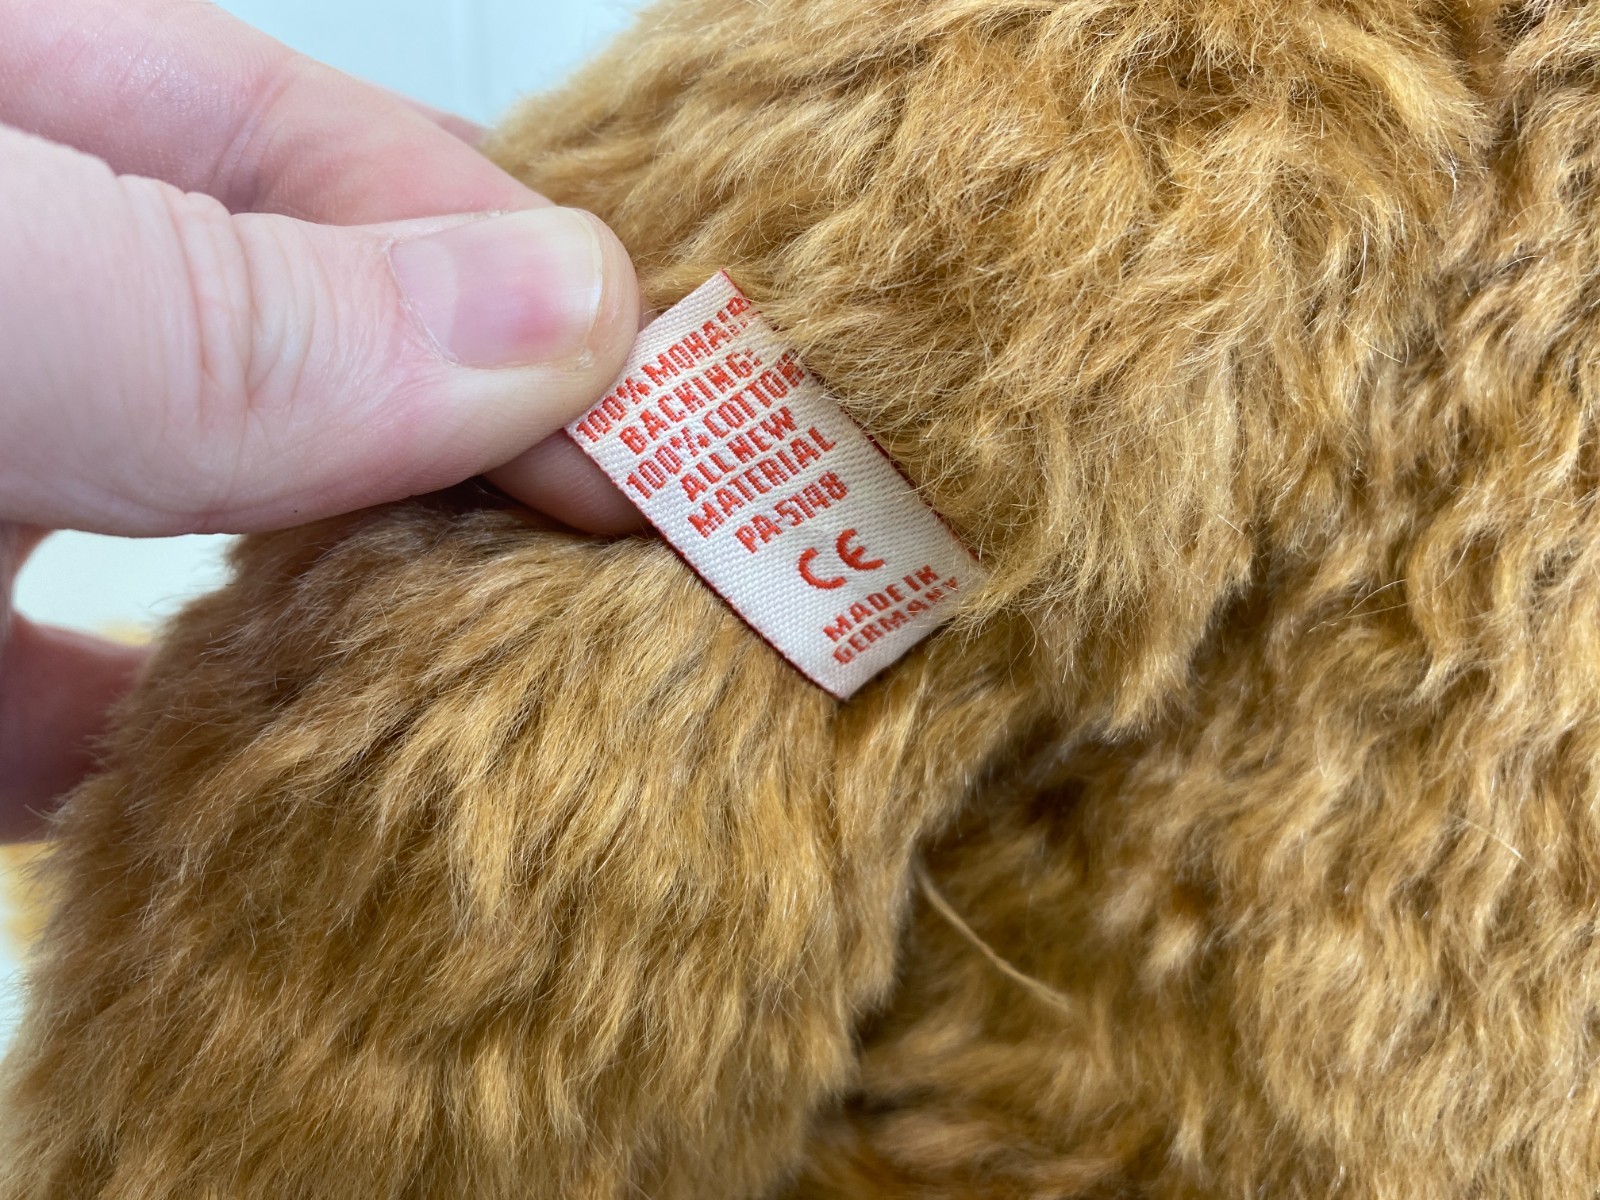 100% MOHAIR
BACKING:
100% COTTON
ALL NEW
MATERIAL
PA-5148
CE
MADE IN
GERMANY